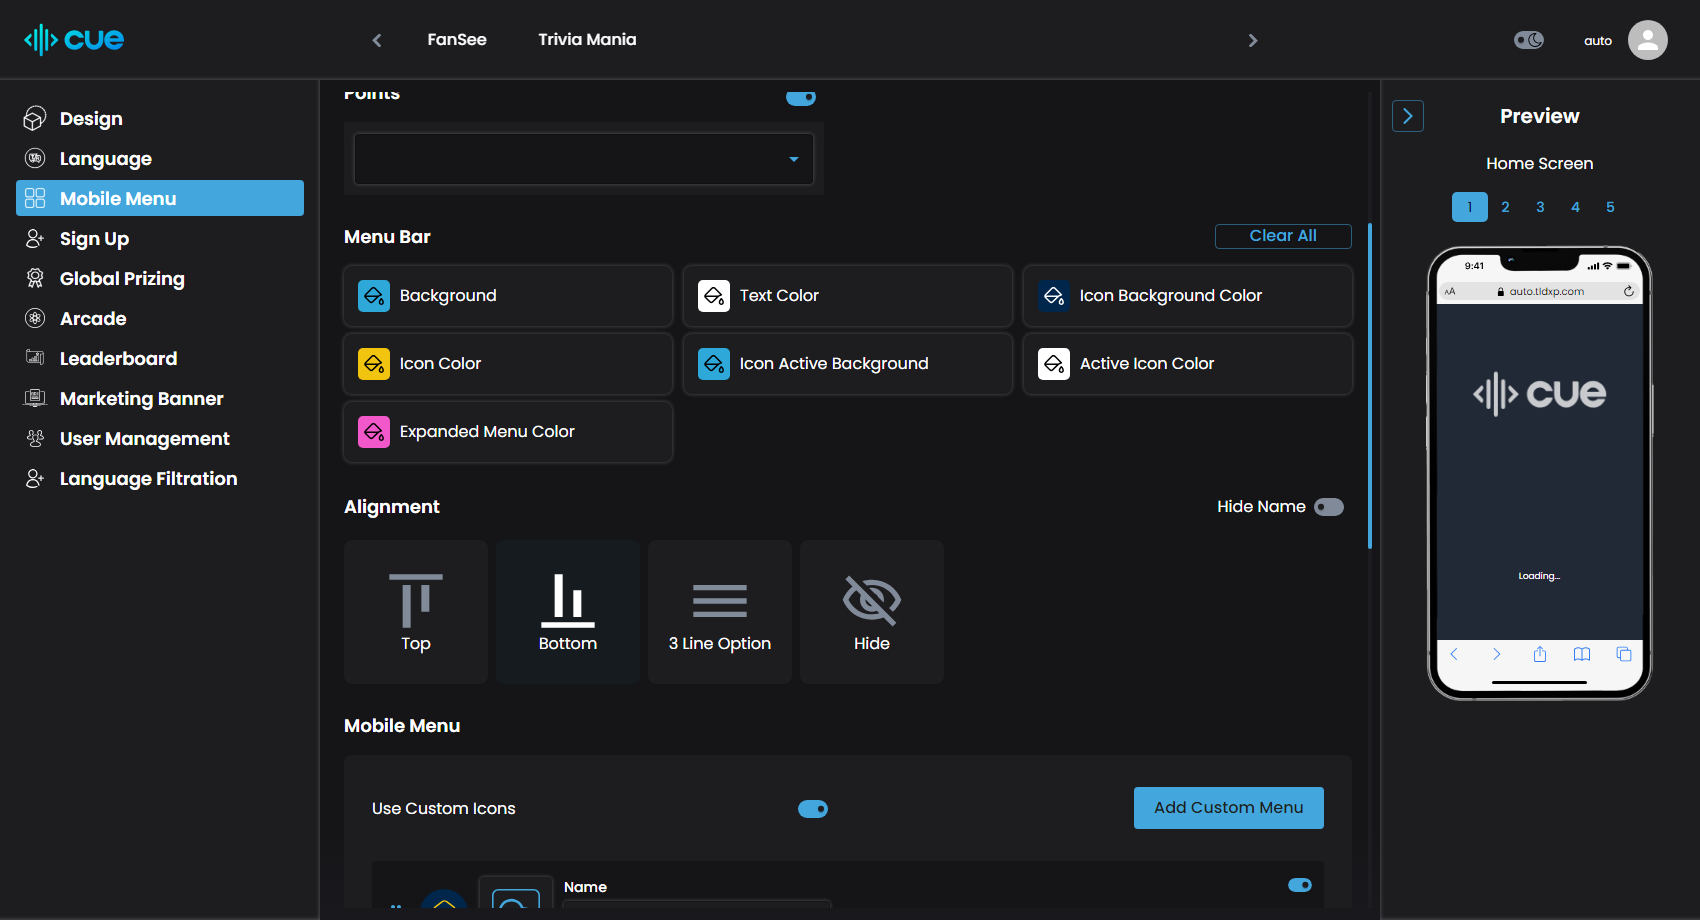 cue
FanSee
Trivia Mania
auto
Design
Language
Mobile Menu
Sign Up
Global Prizing
Arcade
Leaderboard
Marketing Banner
User Management
Language Filtration
Points
Menu Bar
Clear All
Background
Text Color
Icon Background Color
Icon Color
Icon Active Background
Active Icon Color
Expanded Menu Color
Alignment
Hide Name
Top
Bottom
3 Line Option
Hide
Mobile Menu
Use Custom Icons
Add Custom Menu
Name
Preview
Home Screen
1 2 3 4 5
9:41
AA auto.tldxp.com
cue
Loading...